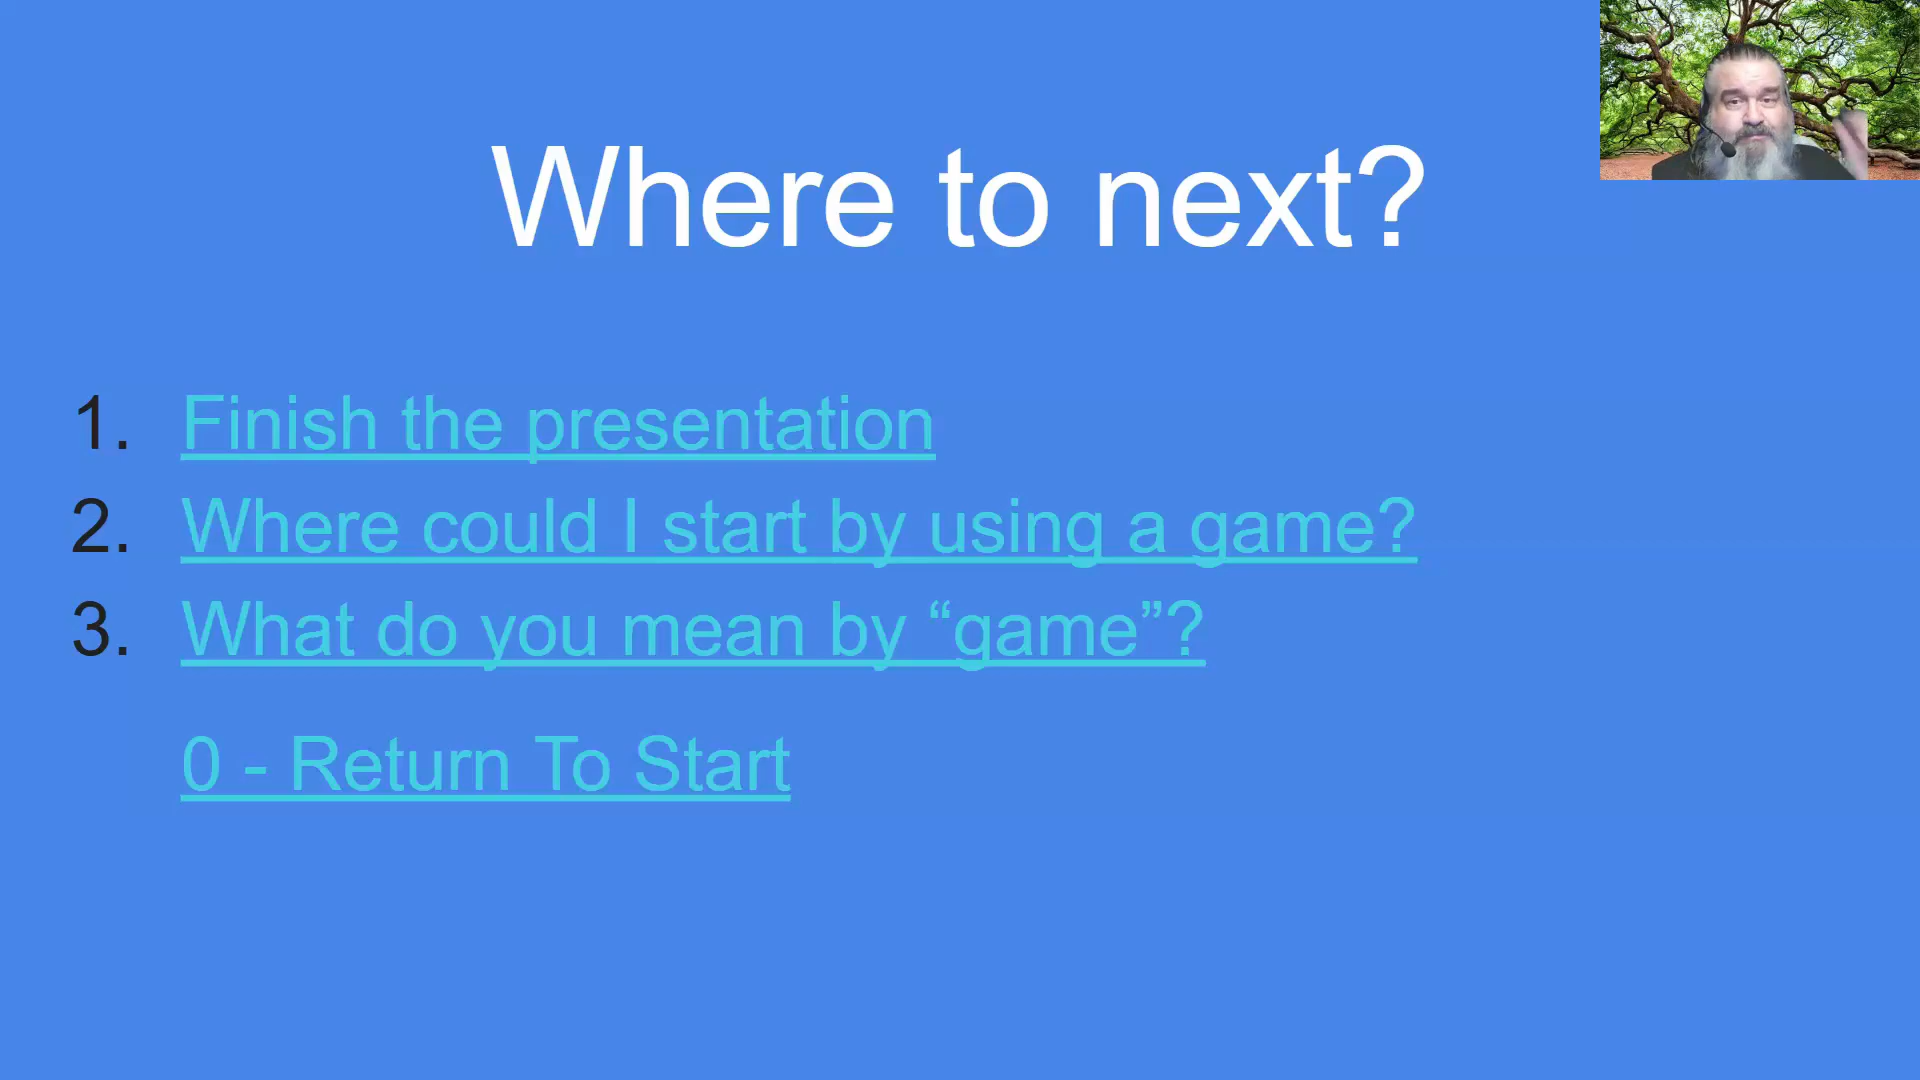 Where to next?
1. Finish the presentation
2. Where could I start by using a game?
3. What do you mean by “game”?
0 - Return To Start